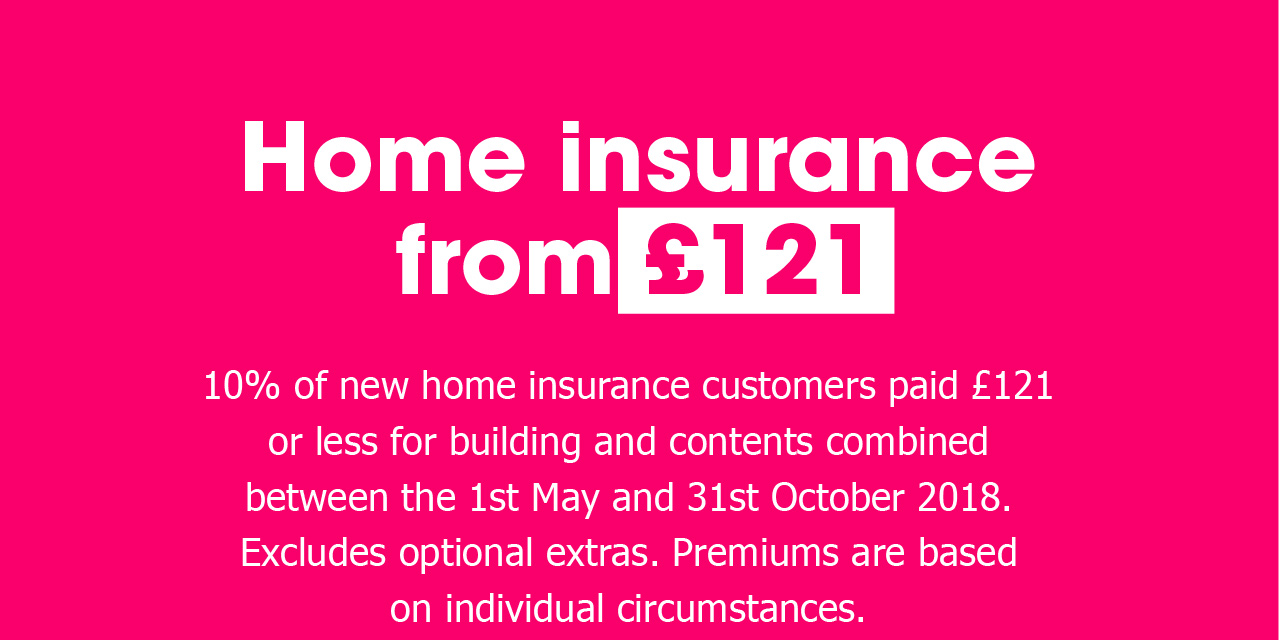 Home insurance
from £121
10% of new home insurance customers paid £121
or less for building and contents combined
between the 1st May and 31st October 2018.
Excludes optional extras. Premiums are based
on individual circumstances.